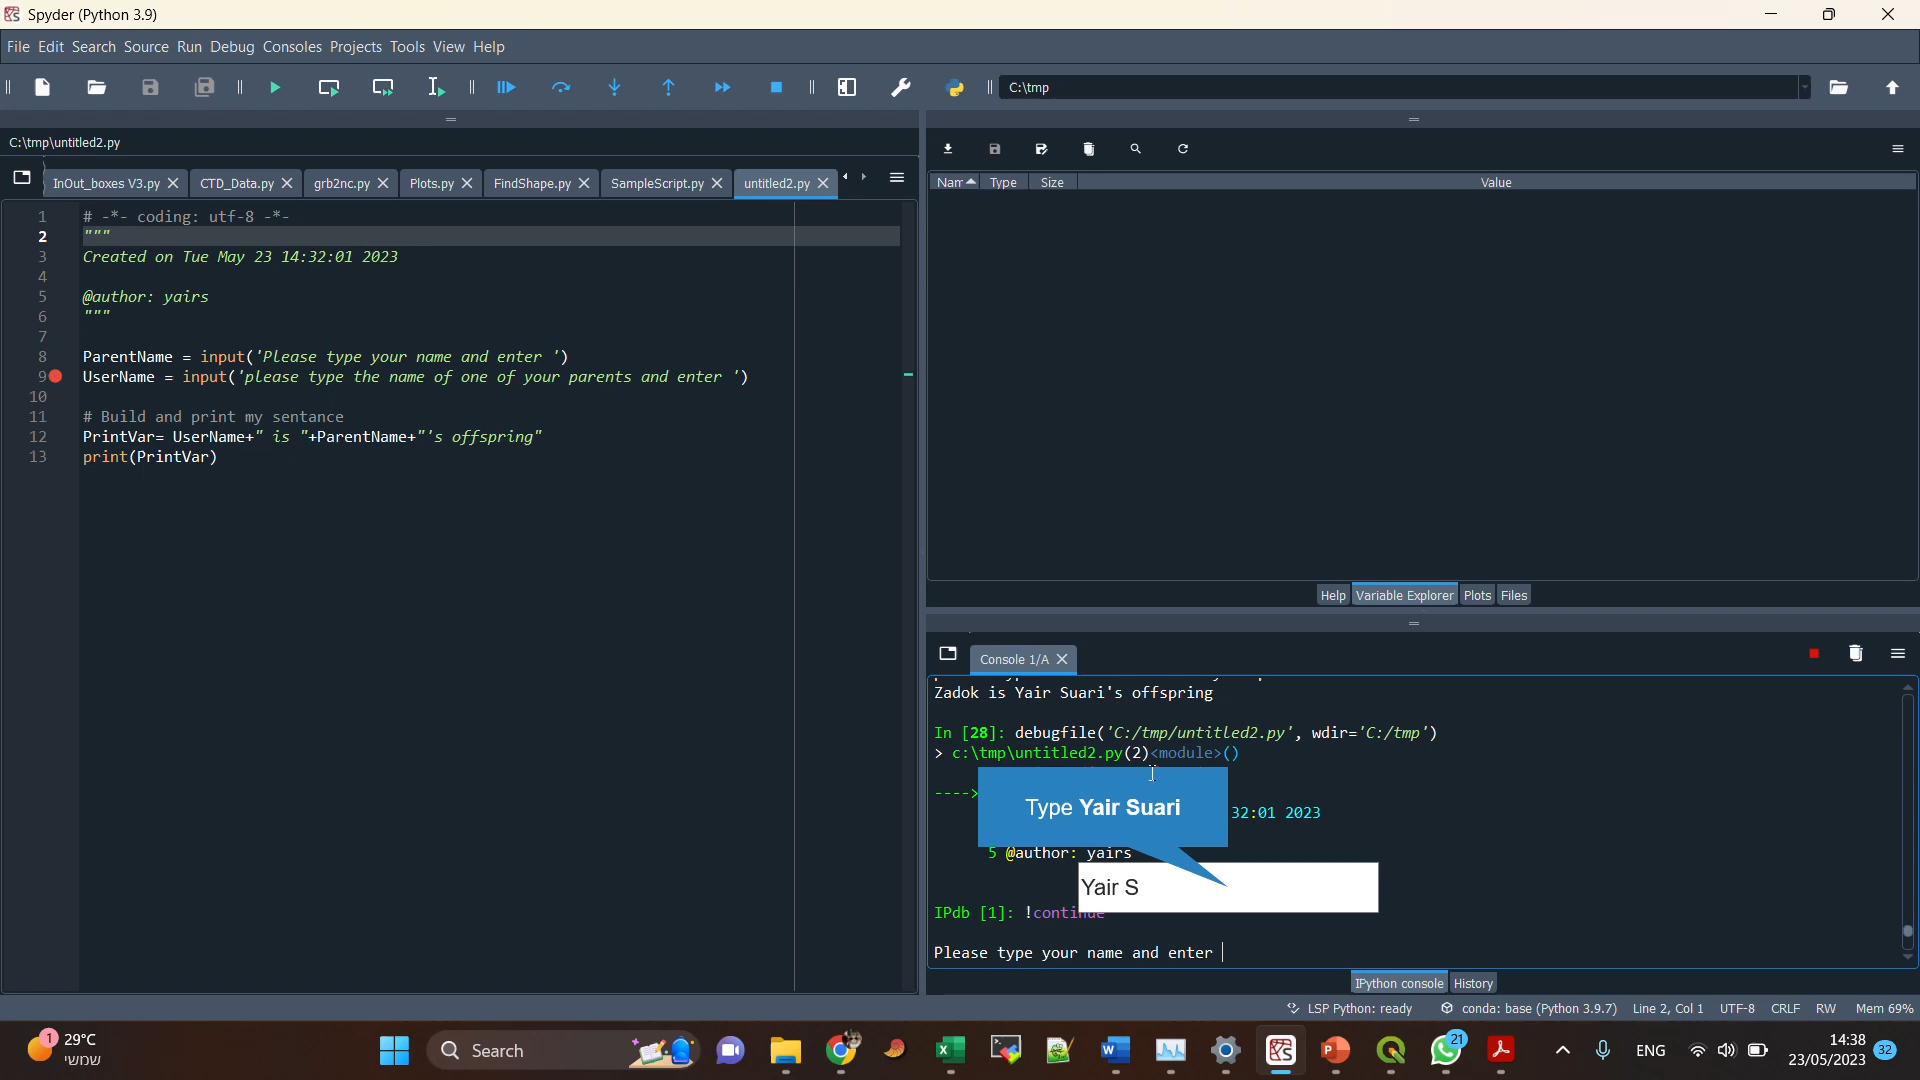 Spyder (Python 3.9)
File Edit Search Source Run Debug Consoles Projects Tools View Help
C:\tmp
C:\tmp\untitled2.py
InOut_boxes V3.py CTD_Data.py grb2nc.py Plots.py FindShape.py SampleScript.py untitled2.py
Nam Type Size Value
1 # -*- coding: utf-8 -*-
2 """
3 Created on Tue May 23 14:32:01 2023
4
5 @author: yairs
6 """
7
8 ParentName = input('Please type your name and enter ')
9 UserName = input('please type the name of one of your parents and enter ')
10
11 # Build and print my sentance
12 PrintVar= UserName+" is "+ParentName+"'s offspring"
13 print(PrintVar)
Help Variable Explorer Plots Files
Console 1/A
Zadok is Yair Suari's offspring
In [28]: debugfile('C:/tmp/untitled2.py', wdir='C:/tmp')
> c:\tmp\untitled2.py(2)<module>()
---->
Type Yair Suari
32:01 2023
5 @author: yairs
Yair S
IPdb [1]: !continue
Please type your name and enter
IPython console History
LSP Python: ready conda: base (Python 3.9.7) Line 2, Col 1 UTF-8 CRLF RW Mem 69%
1 29°C
שמשי
Search
21
ENG
14:38
23/05/2023
32